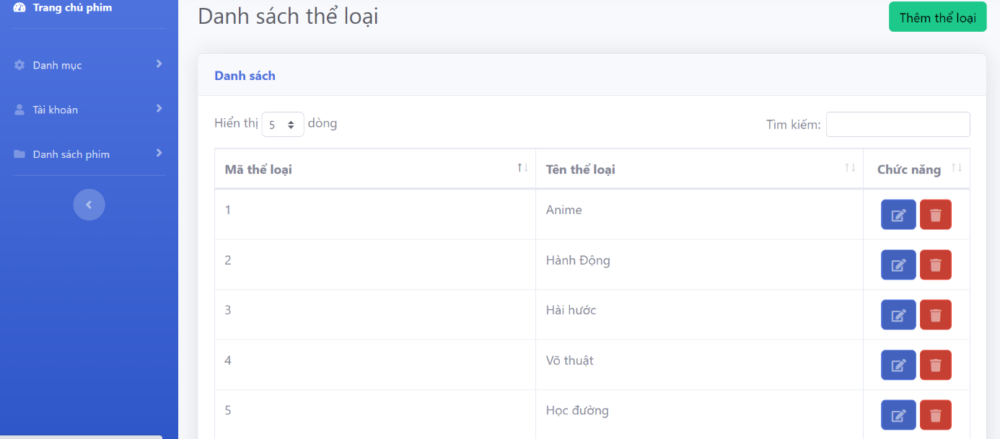 Trang chủ phim
Danh mục
Tài khoản
Danh sách phim
Danh sách thể loại
Thêm thể loại
Danh sách
Hiển thị 5 dòng
Tìm kiếm:
Mã thể loại Tên thể loại Chức năng
1 Anime
2 Hành Động
3 Hài hước
4 Võ thuật
5 Học đường